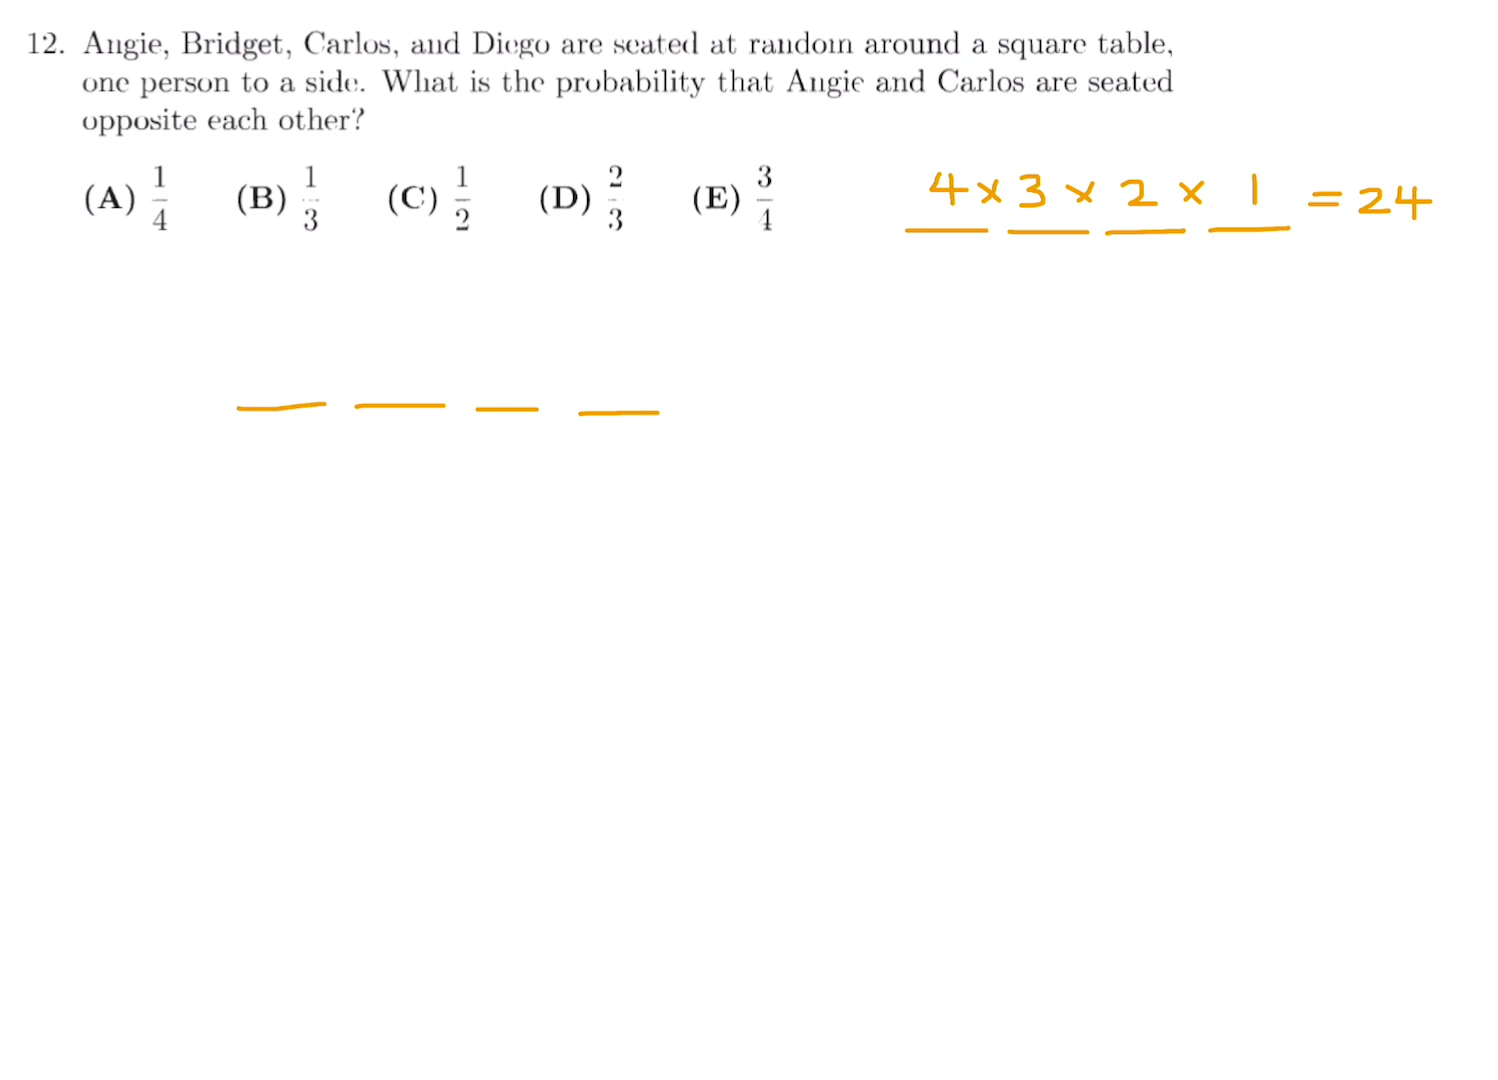 12. Angie, Bridget, Carlos, and Diego are seated at random around a square table,
one person to a side. What is the probability that Angie and Carlos are seated
opposite each other?
(A) 1/4 (B) 1/3 (C) 1/2 (D) 2/3 (E) 3/4
4 × 3 × 2 × 1 = 24